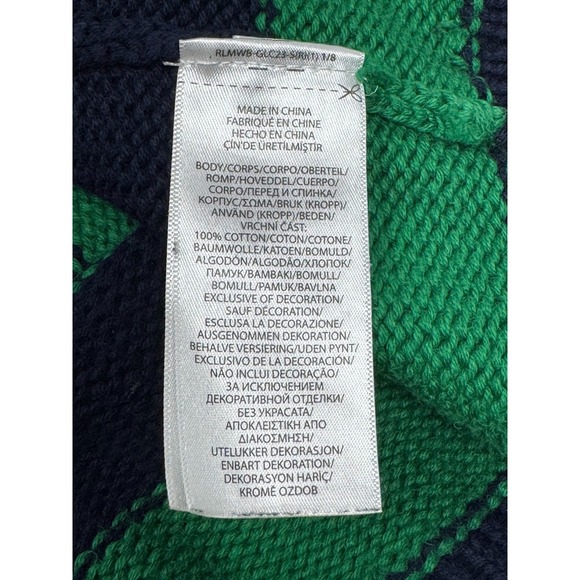 RLMWB-GLC23-S(RI(1) 1/8
MADE IN CHINA
FABRIQUÉ EN CHINE
HECHO EN CHINA
ÇİN'DE ÜRETİLMİŞTİR
BODY/CORPS/CORPO/OBERTEIL/
ROMP/HOVEDDEL/CUERPO/
CORPO/ПЕРЕД И СПИНКА/
КОРПУС/ΣΩΜΑ/BRUK (KROPP)/
ANVÄND (KROPP)/BEDEN/
VRCHNÍ ČÁST:
100% COTTON/COTON/COTONE/
BAUMWOLLE/KATOEN/BOMULD/
ALGODÓN/ALGODÃO/ХЛОПОК/
ПАМУК/ΒΑΜΒΑΚΙ/BOMULL/
BOMULL/PAMUK/BAVLNA
EXCLUSIVE OF DECORATION/
SAUF DÉCORATION/
ESCLUSA LA DECORAZIONE/
AUSGENOMMEN DEKORATION/
BEHALVE VERSIERING/UDEN PYNT/
EXCLUSIVO DE LA DECORACIÓN/
NÃO INCLUI DECORAÇÃO/
ЗА ИСКЛЮЧЕНИЕМ
ДЕКОРАТИВНОЙ ОТДЕЛКИ/
БЕЗ УКРАСАТА/
ΑΠΟΚΛΕΙΣΤΙΚΗ ΑΠΟ
ΔΙΑΚΟΣΜΗΣΗ/
UTELUKKER DEKORASJON/
ENBART DEKORATION/
DEKORASYON HARİÇ/
KROMĚ OZDOB